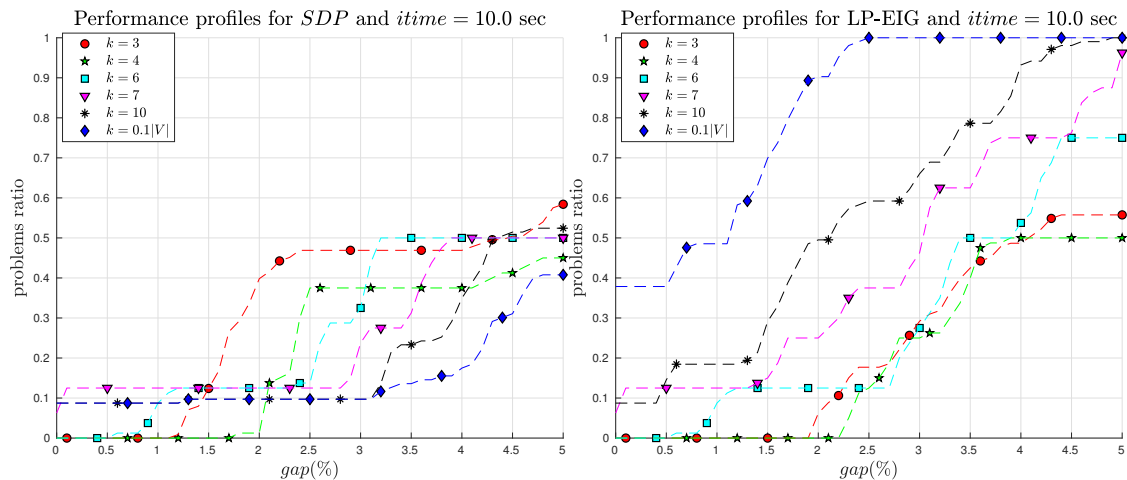 Performance profiles for SDP and itime = 10.0 sec
1
0.9
0.8
0.7
0.6
0.5
0.4
0.3
0.2
0.1
0
problems ratio
k = 3
k = 4
k = 6
k = 7
k = 10
k = 0.1|V|
0 0.5 1 1.5 2 2.5 3 3.5 4 4.5 5
gap(%)
Performance profiles for LP-EIG and itime = 10.0 sec
1
0.9
0.8
0.7
0.6
0.5
0.4
0.3
0.2
0.1
0
problems ratio
k = 3
k = 4
k = 6
k = 7
k = 10
k = 0.1|V|
0 0.5 1 1.5 2 2.5 3 3.5 4 4.5 5
gap(%)